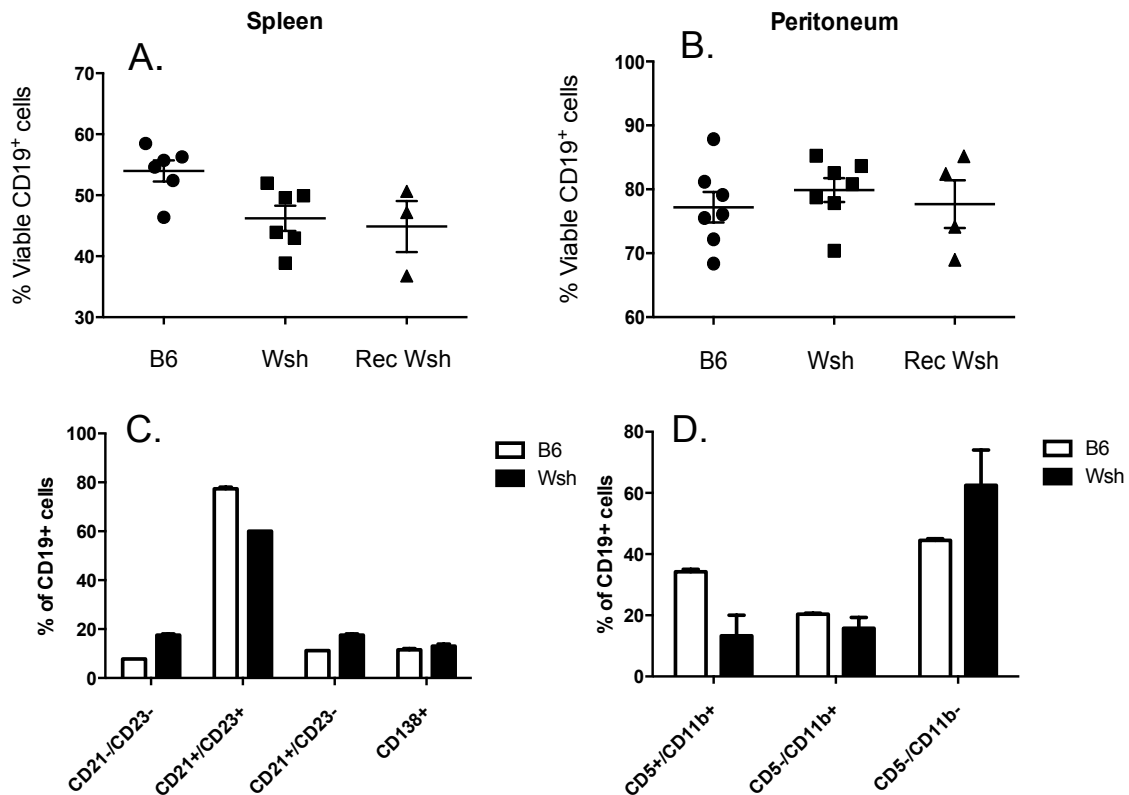 Spleen
Peritoneum
A.
B.
% Viable CD19+ cells
70
60
50
40
30
B6
Wsh
Rec Wsh
% Viable CD19+ cells
100
90
80
70
60
B6
Wsh
Rec Wsh
C.
B6
Wsh
% of CD19+ cells
100
80
60
40
20
0
CD21-/CD23-
CD21+/CD23+
CD21+/CD23-
CD138+
D.
B6
Wsh
% of CD19+ cells
80
60
40
20
0
CD5+/CD11b+
CD5-/CD11b+
CD5-/CD11b-